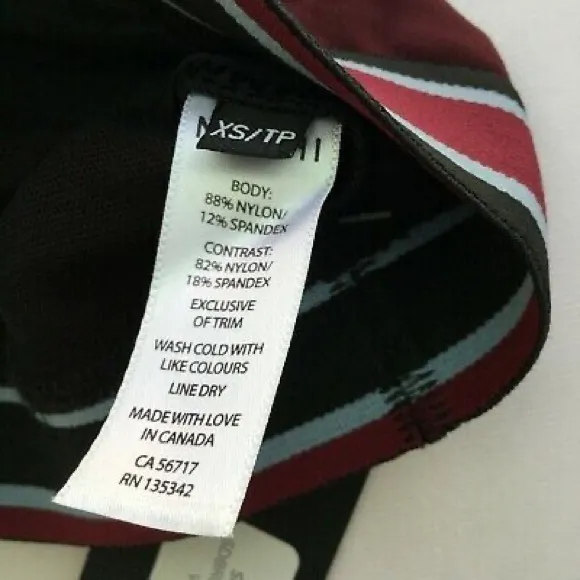 XS/TP
BODY:
88% NYLON/
12% SPANDEX
CONTRAST:
82% NYLON/
18% SPANDEX
EXCLUSIVE
OF TRIM
WASH COLD WITH
LIKE COLOURS
LINE DRY
MADE WITH LOVE
IN CANADA
CA 56717
RN 135342